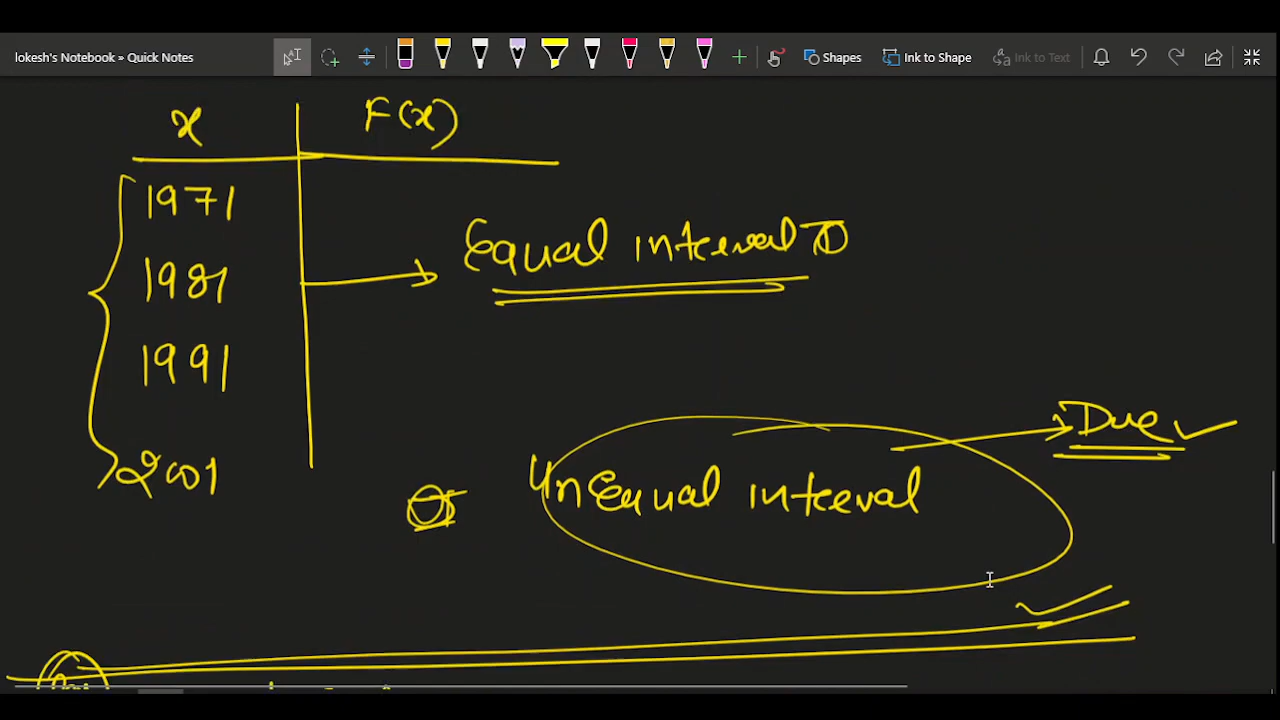 lokesh's Notebook » Quick Notes
Shapes
Ink to Shape
Ink to Text
x F(x)
1971
1981
1991
2001
Equal interval
UnEqual interval
Due